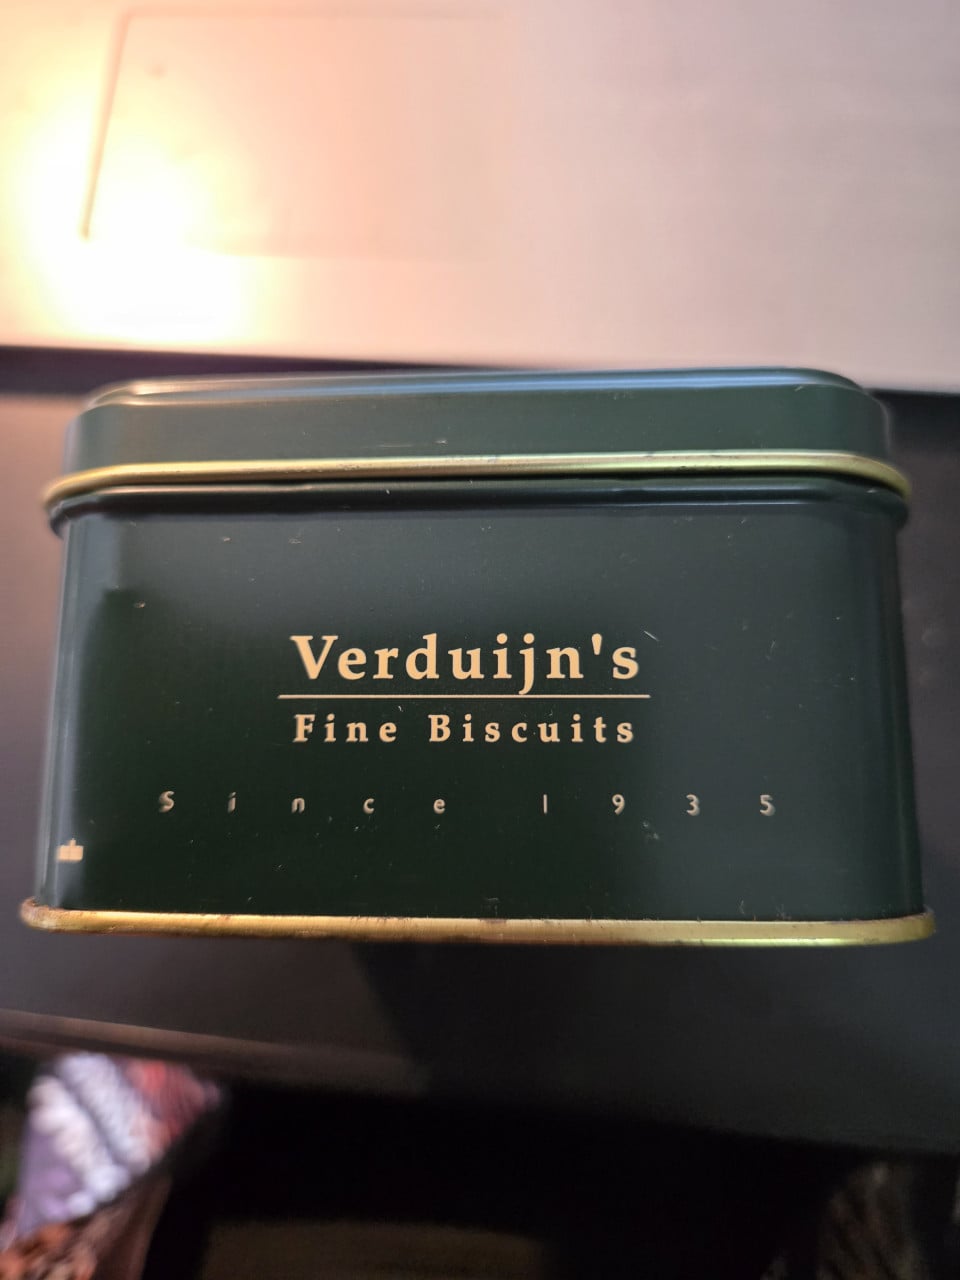 Verduijn's
Fine Biscuits
Since 1935